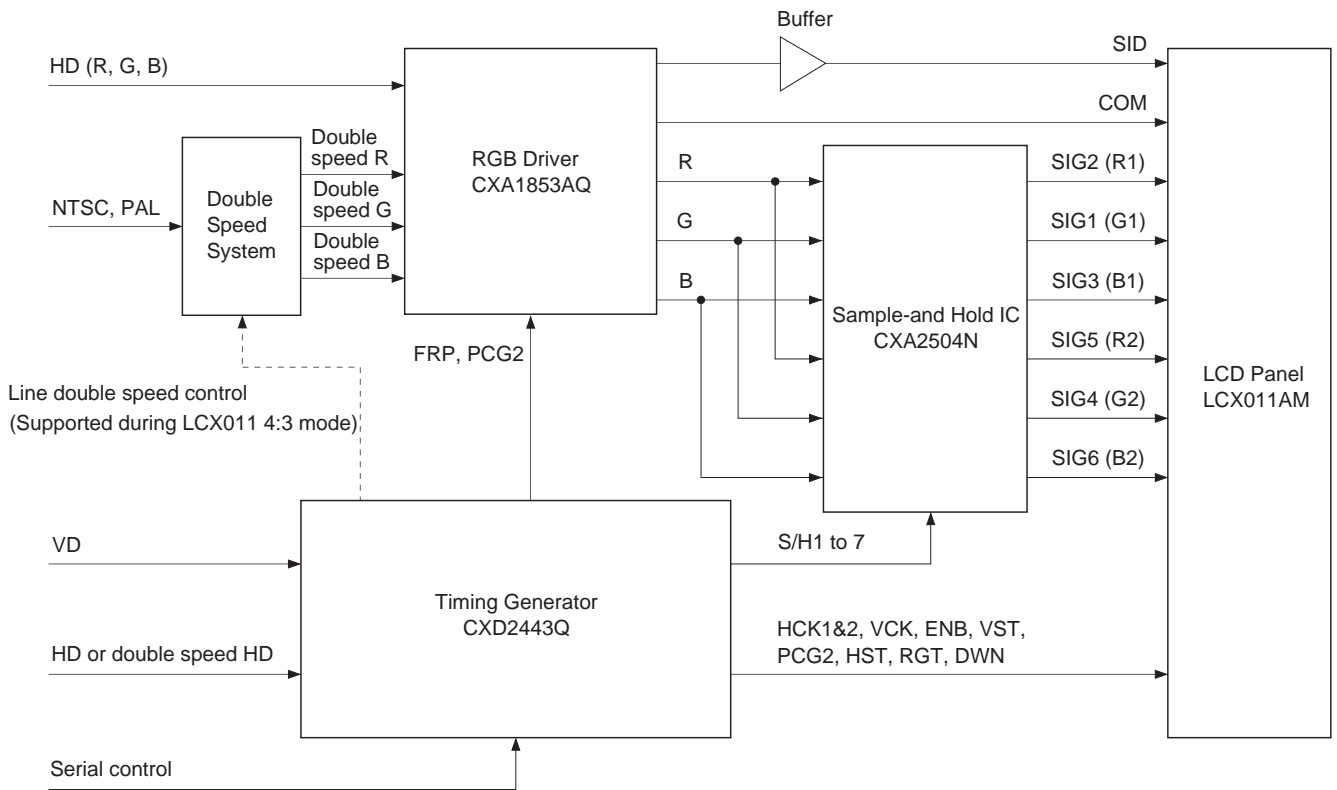 Buffer
SID
HD (R, G, B)
COM
Double
speed R
RGB Driver
CXA1853AQ
R
SIG2 (R1)
NTSC, PAL
Double
Speed
System
Double
speed G
G
SIG1 (G1)
Double
speed B
B
SIG3 (B1)
Sample-and Hold IC
CXA2504N
FRP, PCG2
SIG5 (R2)
LCD Panel
LCX011AM
Line double speed control
(Supported during LCX011 4:3 mode)
SIG4 (G2)
SIG6 (B2)
VD
S/H1 to 7
Timing Generator
CXD2443Q
HD or double speed HD
HCK1&2, VCK, ENB, VST,
PCG2, HST, RGT, DWN
Serial control